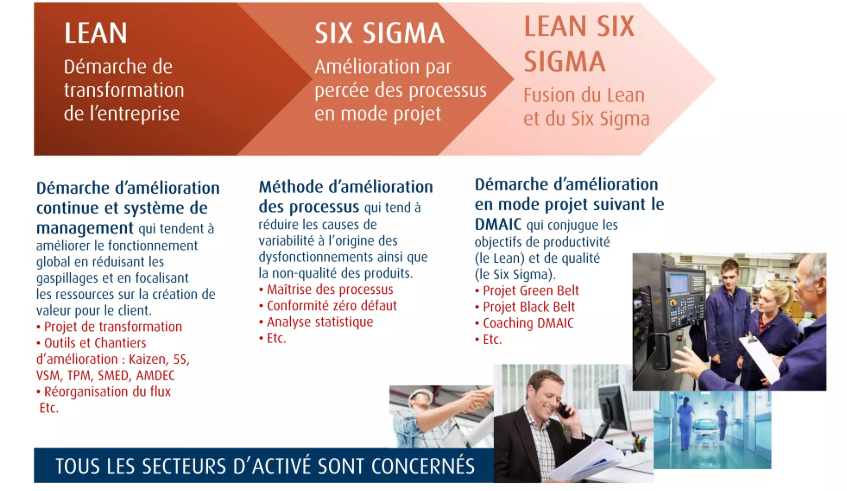 LEAN
Démarche de
transformation
de l'entreprise
SIX SIGMA
Amélioration par
percée des processus
en mode projet
LEAN SIX
SIGMA
Fusion du Lean
et du Six Sigma
Démarche d'amélioration
continue et système de
management qui tendent à
améliorer le fonctionnement
global en réduisant les
gaspillages et en focalisant
les ressources sur la création de
valeur pour le client.
• Projet de transformation
• Outils et Chantiers
d'amélioration : Kaizen, 5S,
VSM, TPM, SMED, AMDEC
• Réorganisation du flux
Etc.
Méthode d'amélioration
des processus qui tend à
réduire les causes de
variabilité à l'origine des
dysfonctionnements ainsi que
la non-qualité des produits.
• Maîtrise des processus
• Conformité zéro défaut
• Analyse statistique
• Etc.
Démarche d'amélioration
en mode projet suivant le
DMAIC qui conjugue les
objectifs de productivité
(le Lean) et de qualité
(le Six Sigma).
• Projet Green Belt
• Projet Black Belt
• Coaching DMAIC
• Etc.
TOUS LES SECTEURS D'ACTIVÉ SONT CONCERNÉS